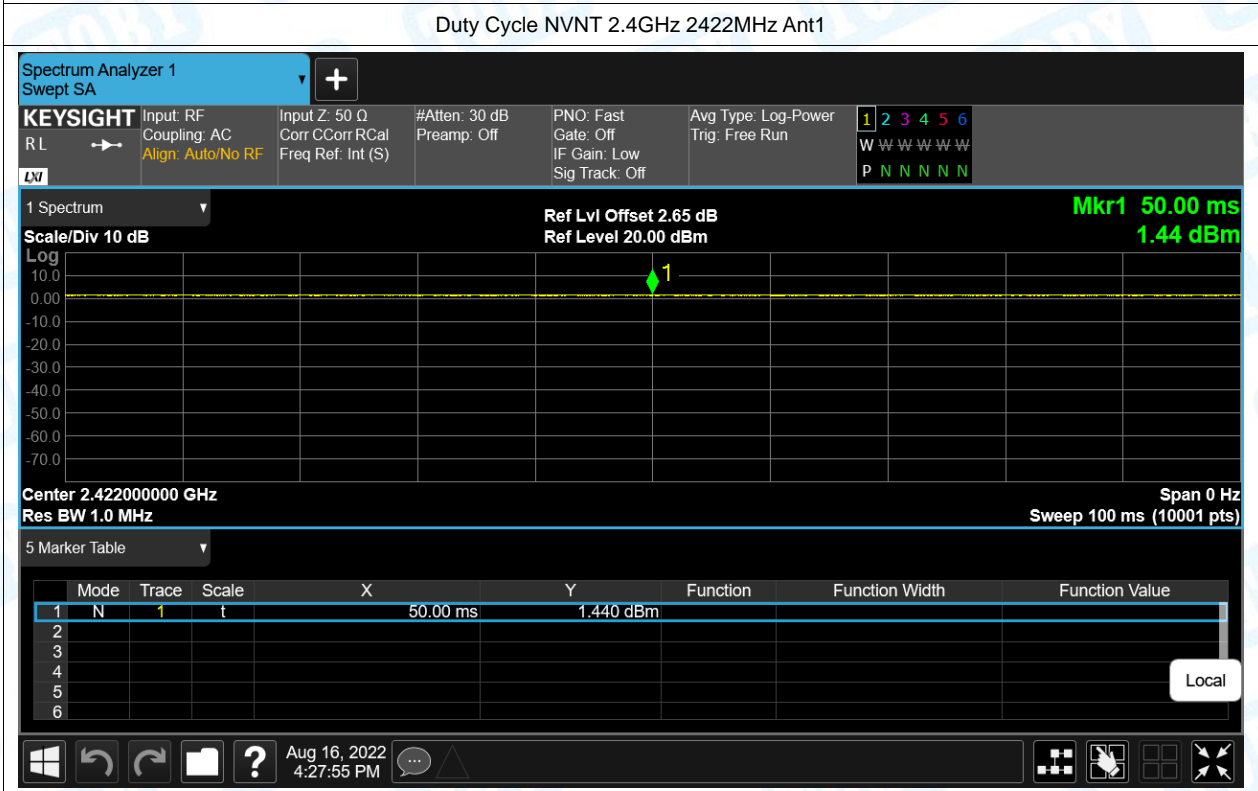 Duty Cycle NVNT 2.4GHz 2422MHz Ant1
Spectrum Analyzer 1
Swept SA
KEYSIGHT
RL
LXI
Input: RF
Coupling: AC
Align: Auto/No RF
Input Z: 50 Ω
Corr CCorr RCal
Freq Ref: Int (S)
#Atten: 30 dB
Preamp: Off
PNO: Fast
Gate: Off
IF Gain: Low
Sig Track: Off
Avg Type: Log-Power
Trig: Free Run
1 2 3 4 5 6
W W W W W W
P N N N N N
1 Spectrum
Scale/Div 10 dB
Ref Lvl Offset 2.65 dB
Ref Level 20.00 dBm
Mkr1 50.00 ms
1.44 dBm
Log
10.0
0.00
-10.0
-20.0
-30.0
-40.0
-50.0
-60.0
-70.0
1
Center 2.422000000 GHz
Res BW 1.0 MHz
Span 0 Hz
Sweep 100 ms (10001 pts)
5 Marker Table
Mode Trace Scale X Y Function Function Width Function Value
1 N 1 t 50.00 ms 1.440 dBm
2
3
4
5
6
Local
?
Aug 16, 2022
4:27:55 PM